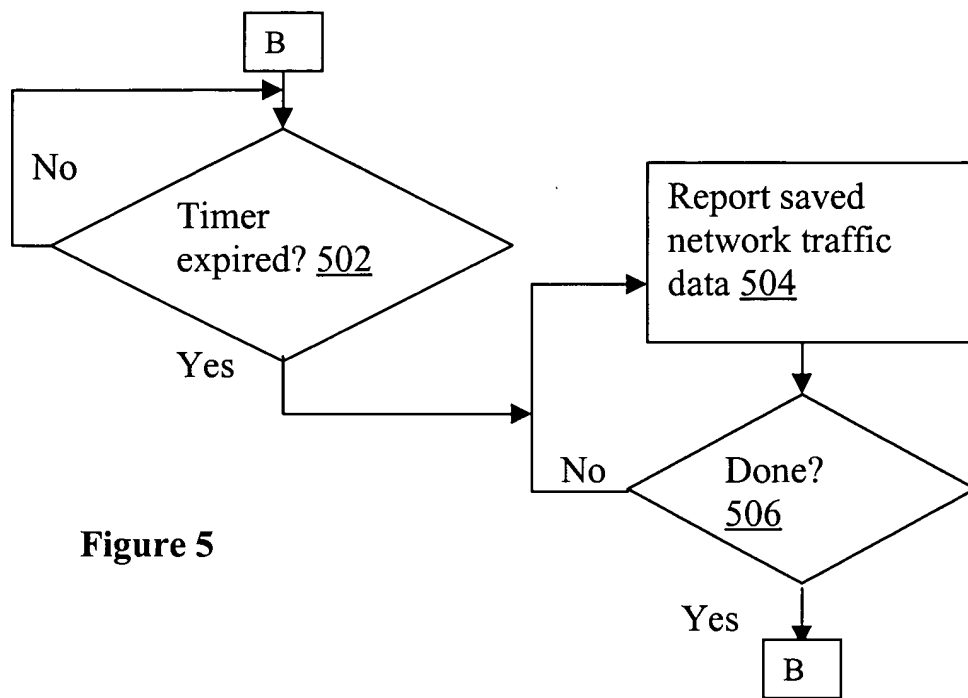 B
No
Timer
expired? 502
Yes
Report saved
network traffic
data 504
No
Done?
506
Yes
B
Figure 5